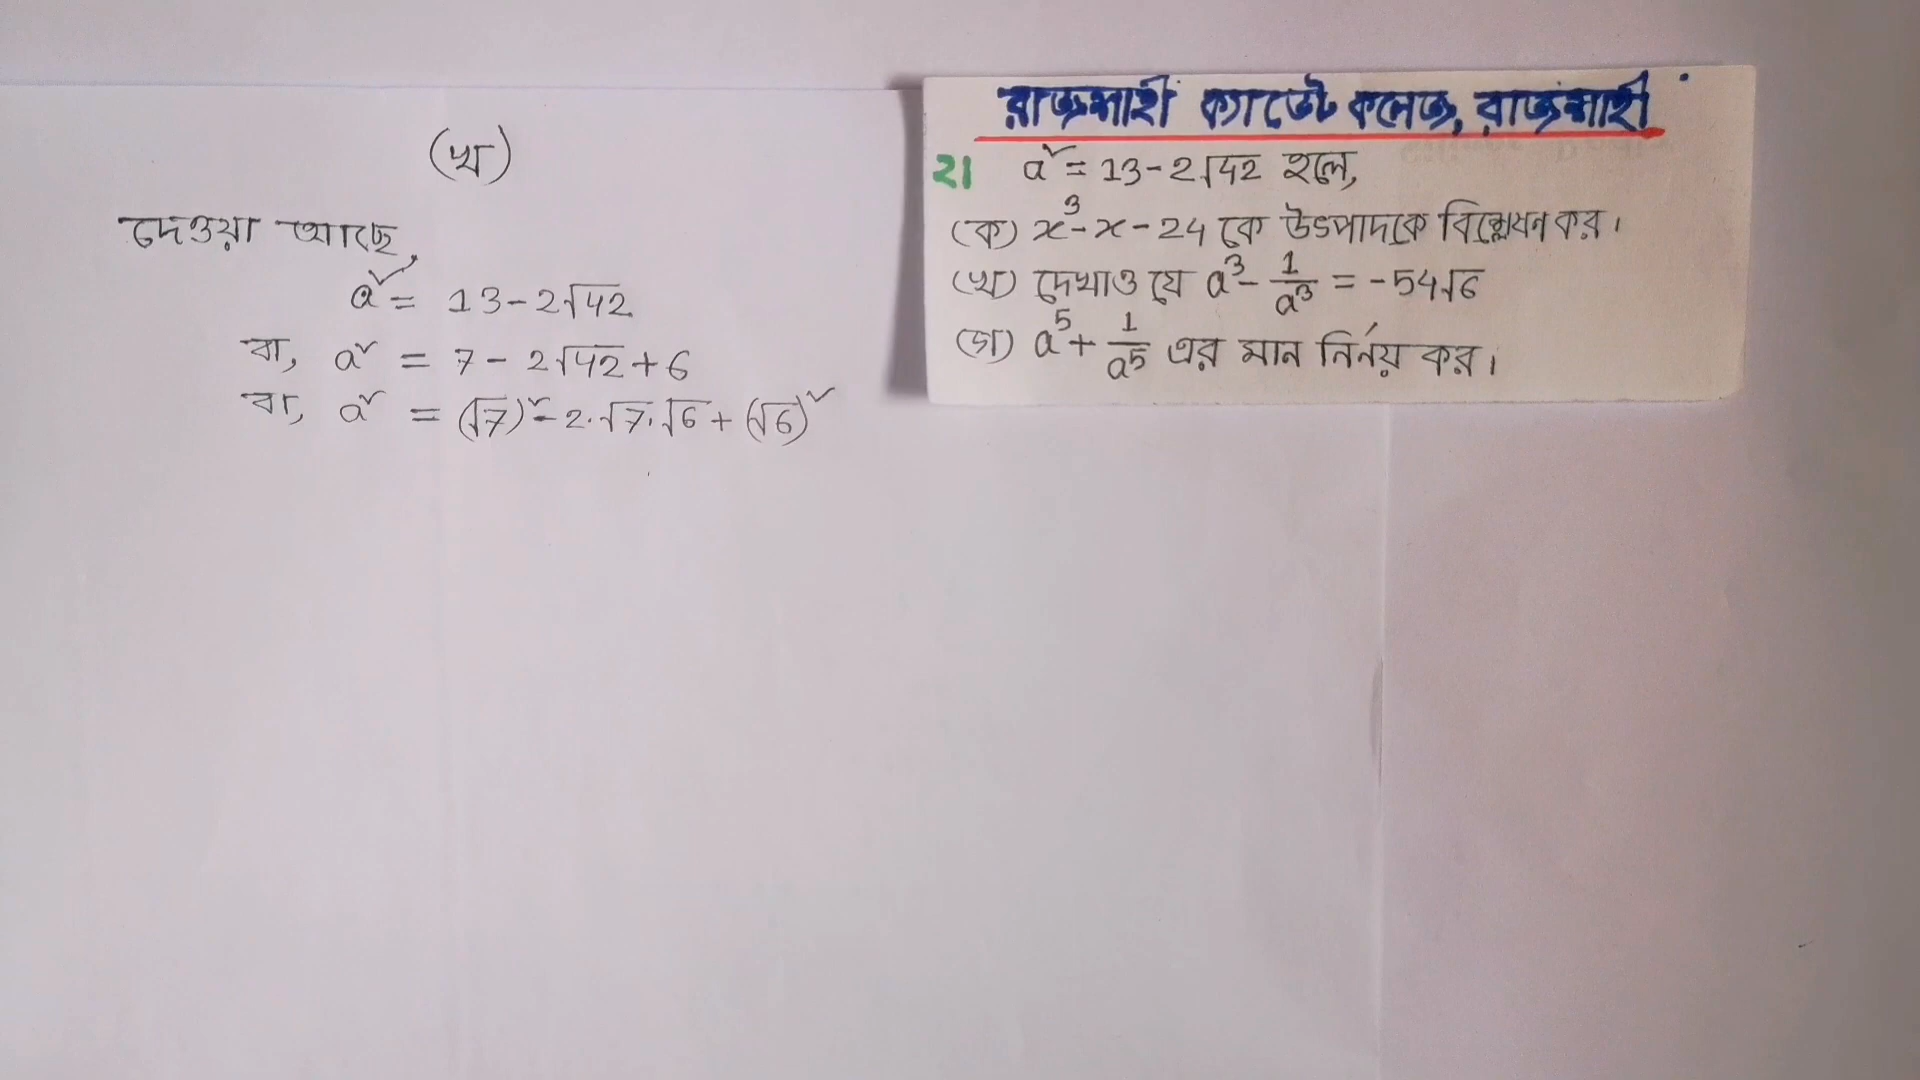 (খ)
দেওয়া আছে,
a² = 13-2√42
বা, a² = 7-2√42+6
বা, a² = (√7)²-2.√7.√6+(√6)²
রাজশাহী ক্যাডেট কলেজ, রাজশাহী
২। a² = 13-2√42 হলে,
(ক) x³-x-24 কে উৎপাদকে বিশ্লেষণ কর।
(খ) দেখাও যে a³-1/a³ = -54√6
(গ) a⁵+1/a⁵ এর মান নির্ণয় কর।